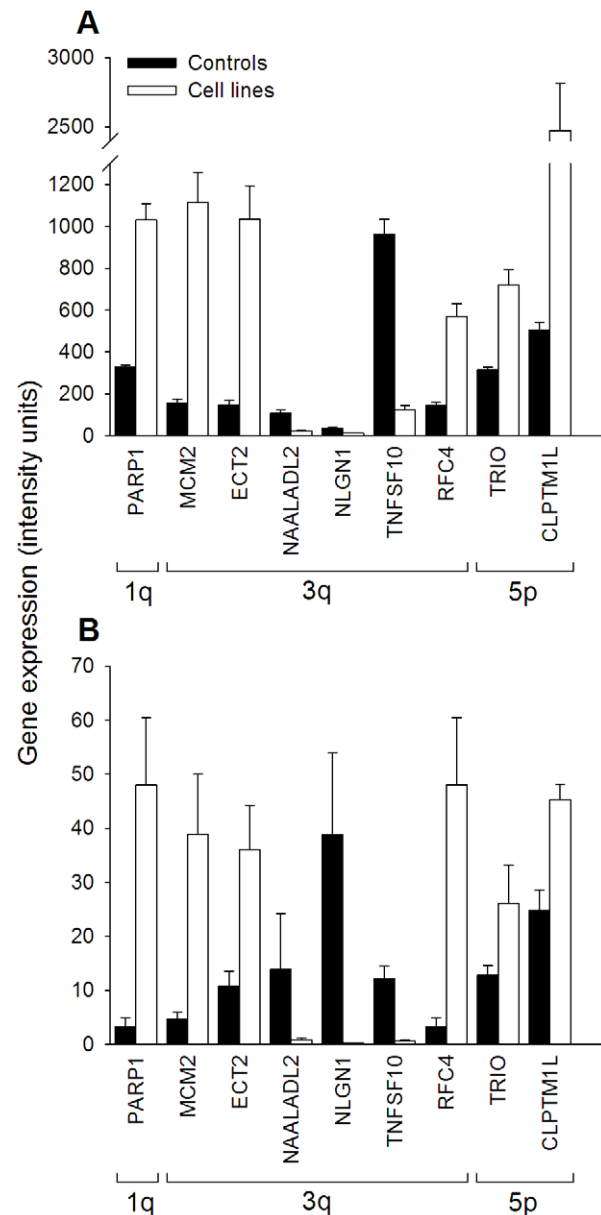 A
3000
2500
1200
1000
800
600
400
200
0
Controls
Cell lines
PARP1
MCM2
ECT2
NAALADL2
NLGN1
TNFSF10
RFC4
TRIO
CLPTM1L
1q
3q
5p
Gene expression (intensity units)
B
70
60
50
40
30
20
10
0
PARP1
MCM2
ECT2
NAALADL2
NLGN1
TNFSF10
RFC4
TRIO
CLPTM1L
1q
3q
5p